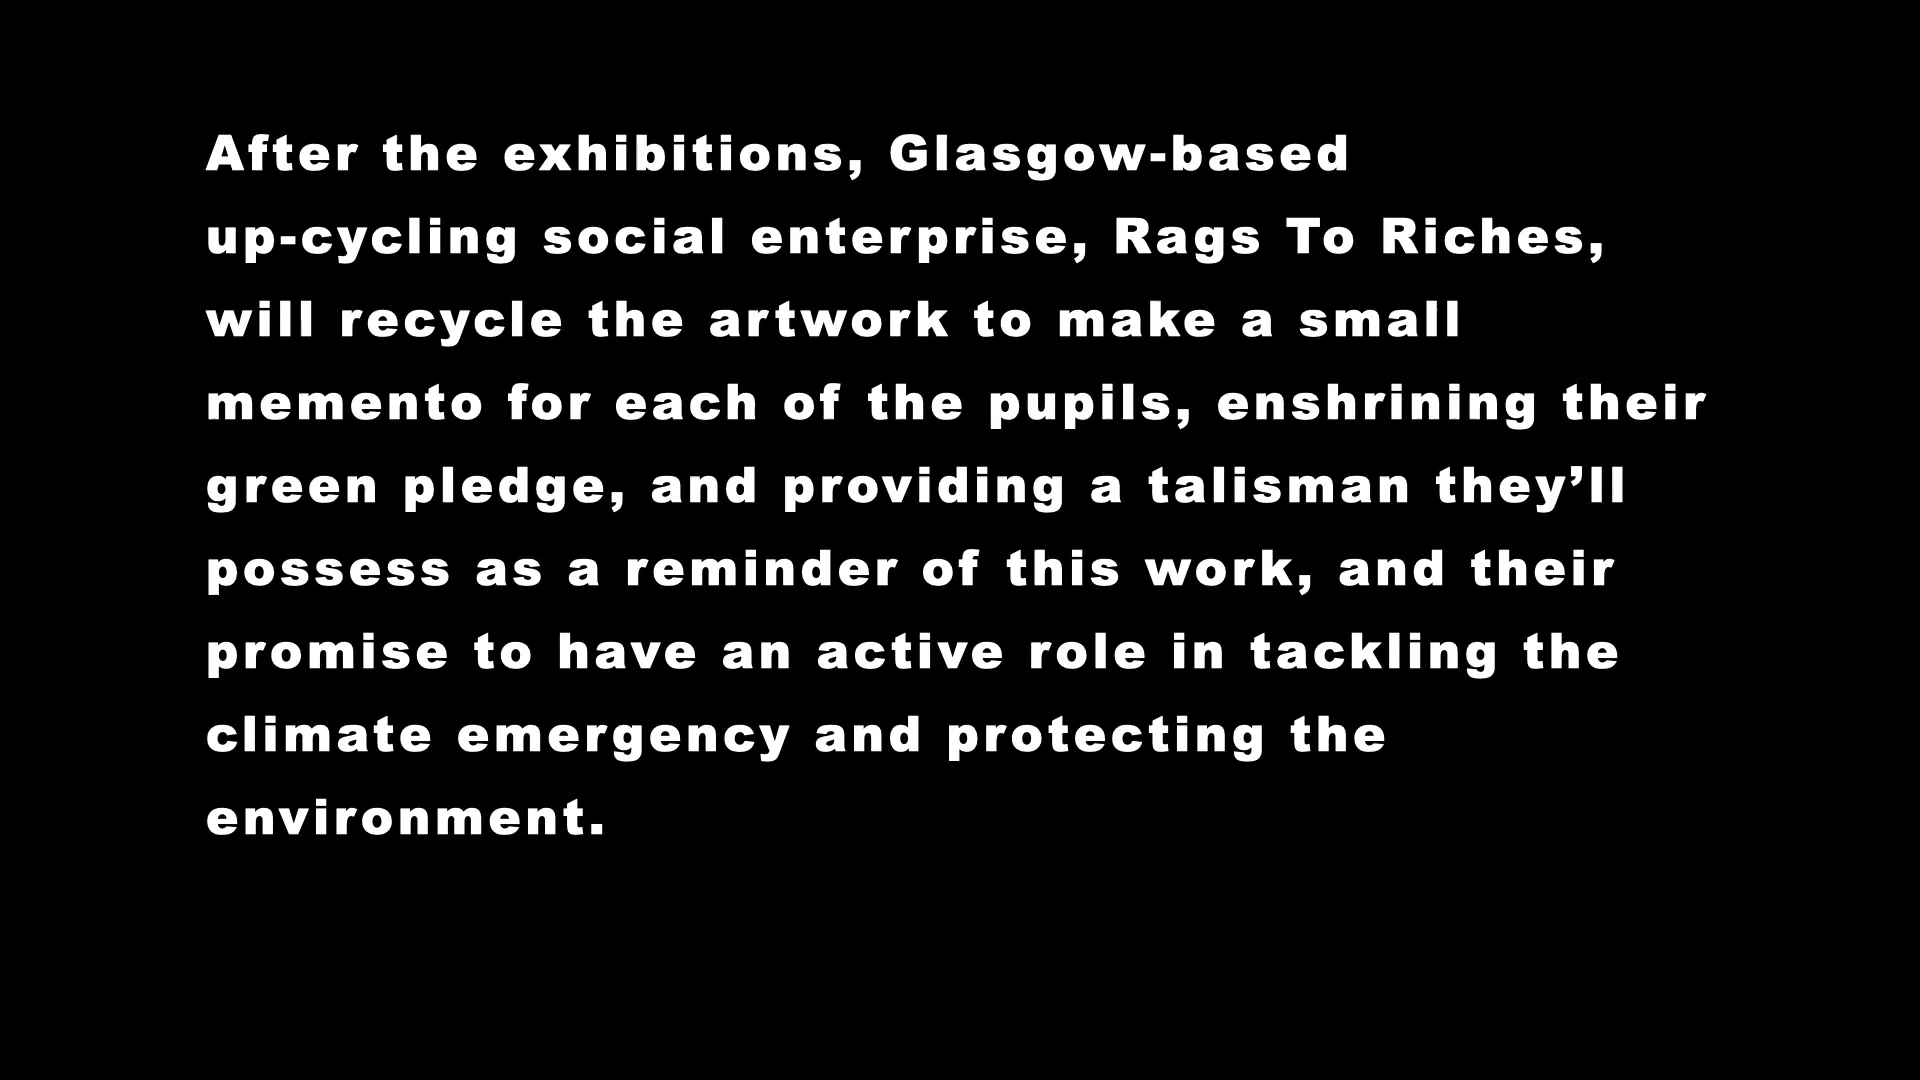 After the exhibitions, Glasgow-based
up-cycling social enterprise, Rags To Riches,
will recycle the artwork to make a small
memento for each of the pupils, enshrining their
green pledge, and providing a talisman they’ll
possess as a reminder of this work, and their
promise to have an active role in tackling the
climate emergency and protecting the
environment.